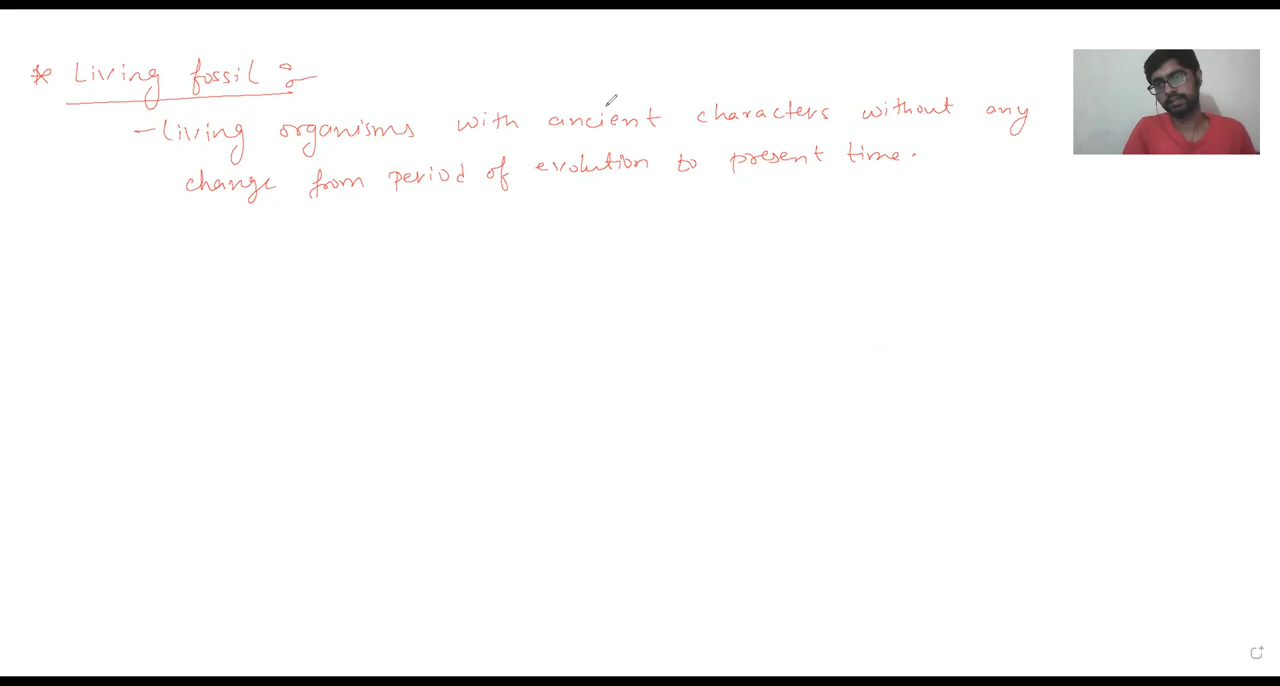 * Living fossil :-
- Living organisms with ancient characters without any
change from period of evolution to present time.